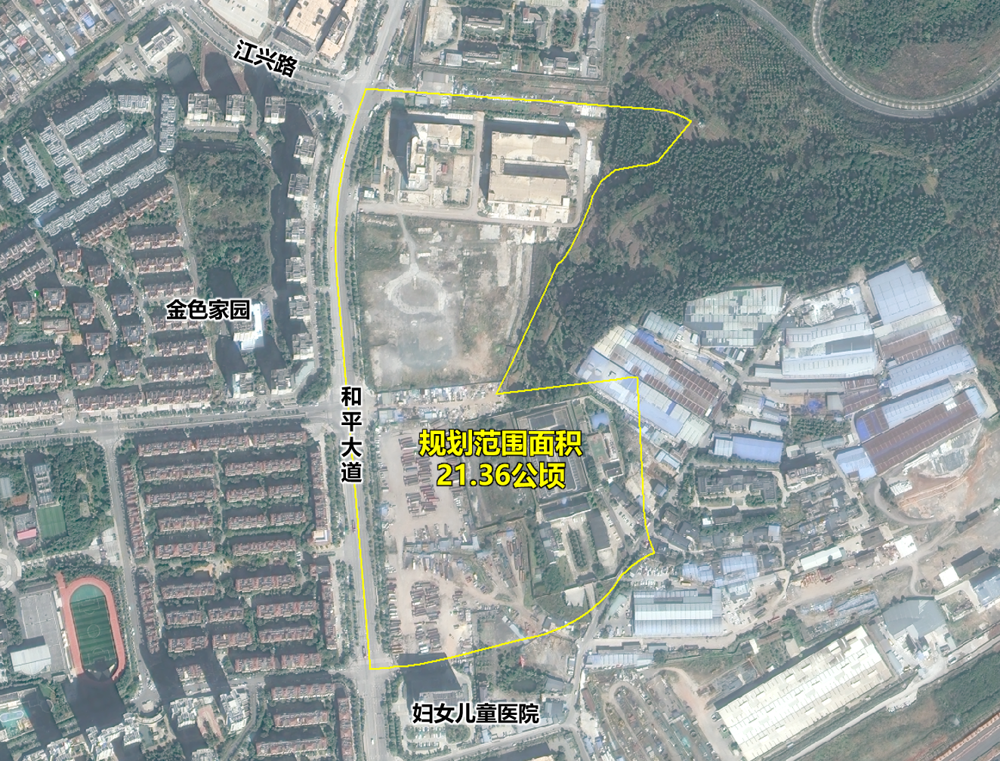 江兴路
金色家园
和平大道
规划范围面积
21.36公顷
妇女儿童医院